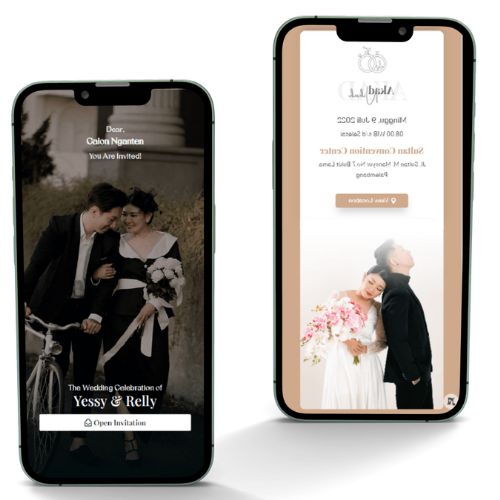 Dear,
Calon Nganten
You Are Invited!
The Wedding Celebration of
Yessy & Relly
Open Invitation
AKAD
Akad Nikah
Minggu, 9 Juli 2022
08.00 WIB s/d Selesai
Sultan Convention Center
Jl. Sultan M. Mansyur No.7 Bukit Lama,
Palembang
View Location